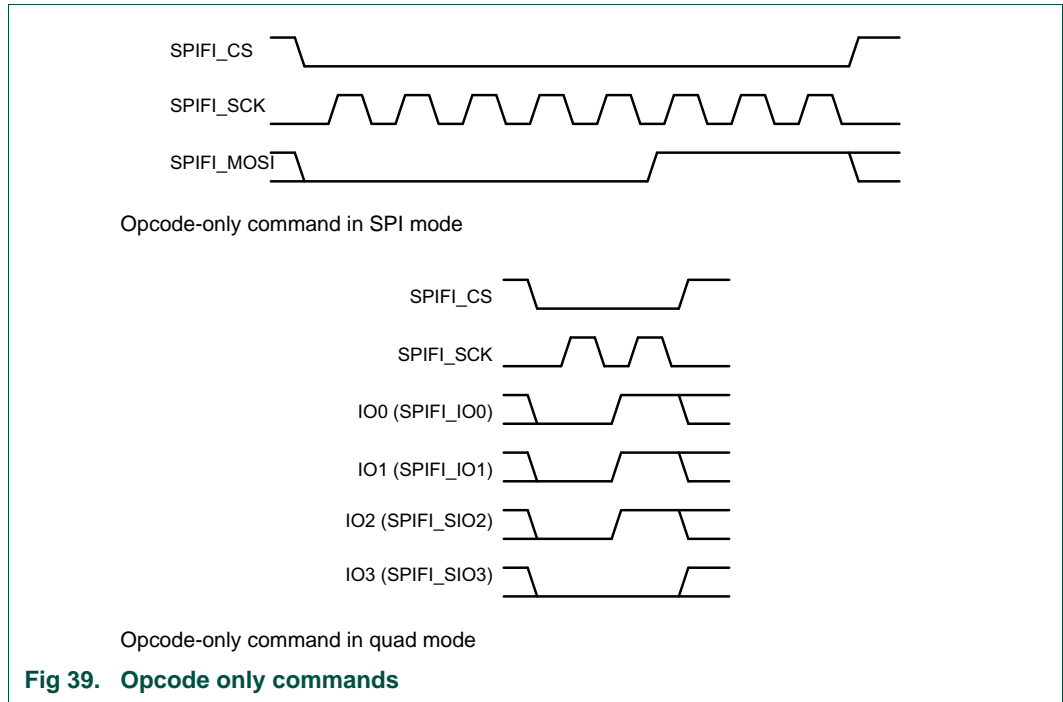 SPIFI_CS
SPIFI_SCK
SPIFI_MOSI
Opcode-only command in SPI mode
SPIFI_CS
SPIFI_SCK
IO0 (SPIFI_IO0)
IO1 (SPIFI_IO1)
IO2 (SPIFI_SIO2)
IO3 (SPIFI_SIO3)
Opcode-only command in quad mode
Fig 39. Opcode only commands